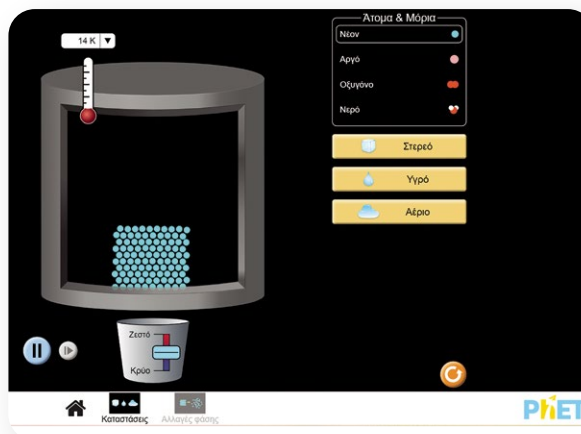 14 K
Άτομα & Μόρια
Νέον
Αργό
Οξυγόνο
Νερό
Στερεό
Υγρό
Αέριο
Ζεστό
Κρύο
Καταστάσεις
Αλλαγές φάσης
PhET